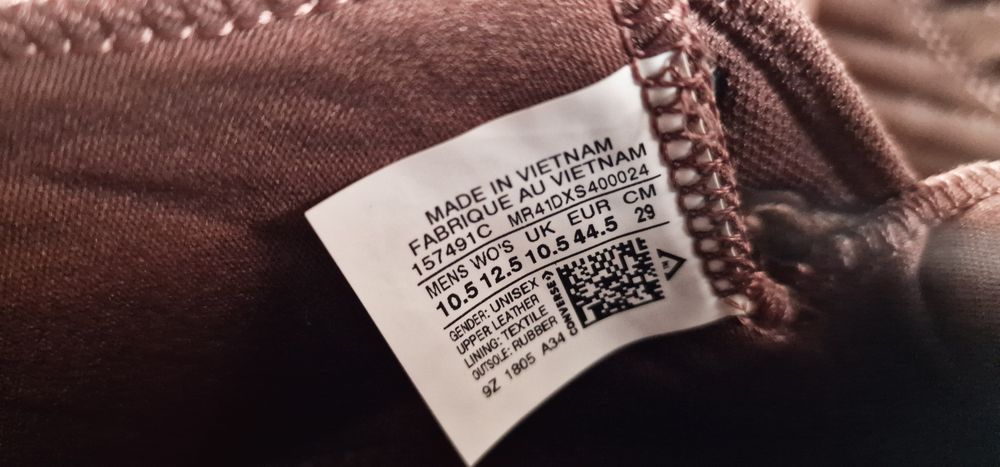 MADE IN VIETNAM
FABRIQUE AU VIETNAM
157491C MR41DXS400024
MENS WO'S UK EUR CM
10.5 12.5 10.5 44.5 29
GENDER: UNISEX
UPPER LEATHER
LINING: TEXTILE
OUTSOLE: RUBBER
9Z 1805 A34
CONVERSE